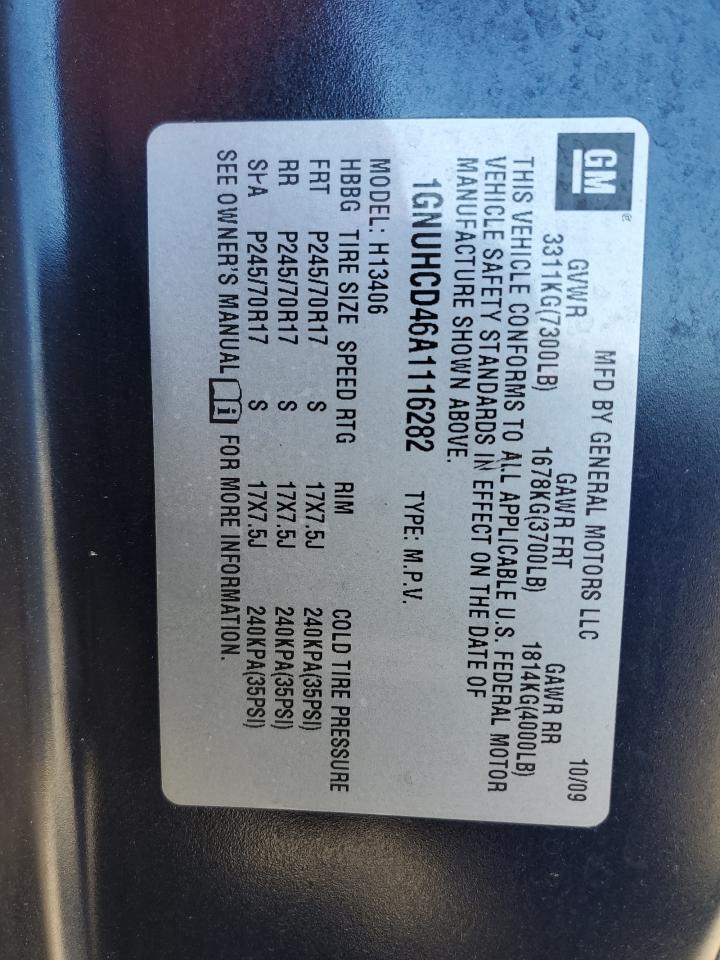 GM
®
MFD BY GENERAL MOTORS LLC 10/09
GVWR GAWR FRT GAWR RR
3311KG(7300LB) 1678KG(3700LB) 1814KG(4000LB)
THIS VEHICLE CONFORMS TO ALL APPLICABLE U.S. FEDERAL MOTOR
VEHICLE SAFETY STANDARDS IN EFFECT ON THE DATE OF
MANUFACTURE SHOWN ABOVE.
1GNUHCD46A1116282 TYPE: M.P.V.
MODEL: H13406
HBBG TIRE SIZE SPEED RTG RIM COLD TIRE PRESSURE
FRT P245/70R17 S 17X7.5J 240KPA(35PSI)
RR P245/70R17 S 17X7.5J 240KPA(35PSI)
SPA P245/70R17 S 17X7.5J 240KPA(35PSI)
SEE OWNER'S MANUAL FOR MORE INFORMATION.